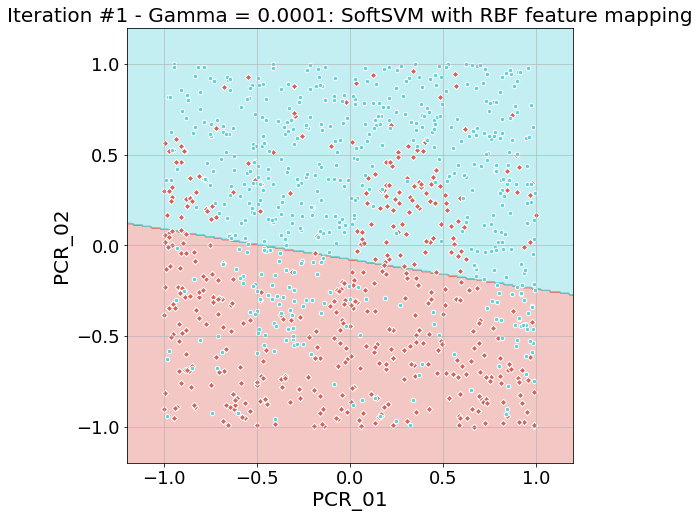 Iteration #1 - Gamma = 0.0001: SoftSVM with RBF feature mapping
1.0
0.5
0.0
−0.5
−1.0
PCR_02
−1.0 −0.5 0.0 0.5 1.0
PCR_01